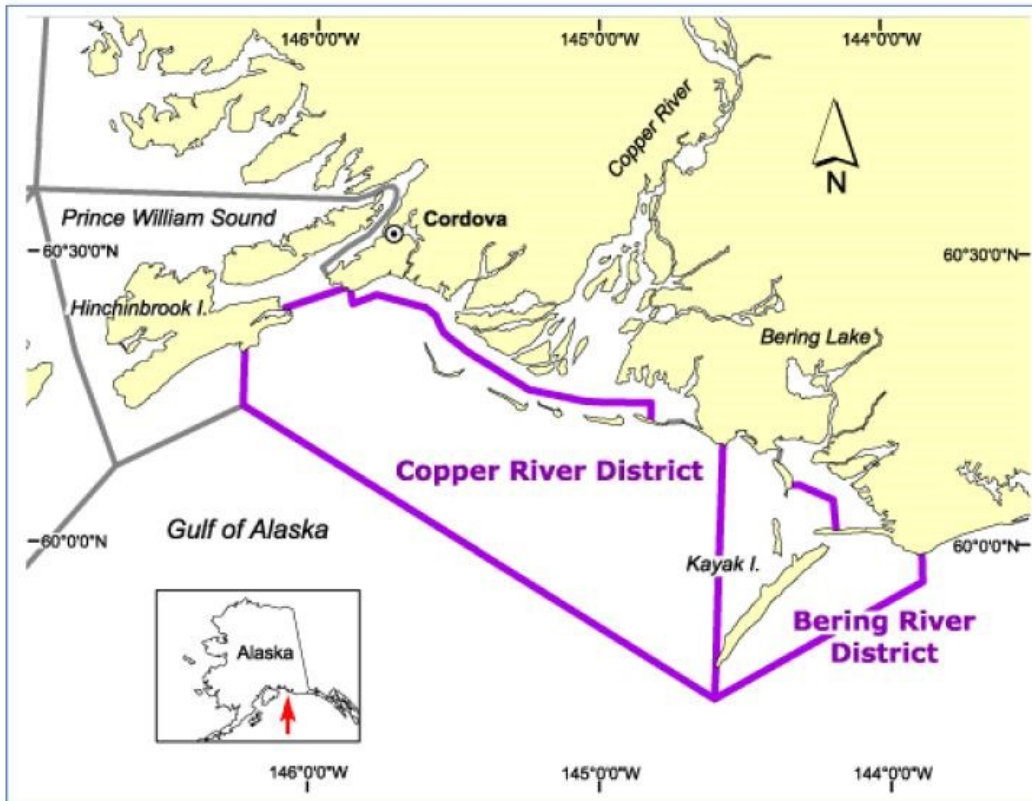 146°0'0"W
145°0'0"W
144°0'0"W
Copper River
N
Prince William Sound
Cordova
60°30'0"N
60°30'0"N
Hinchinbrook I.
Bering Lake
Copper River District
Gulf of Alaska
60°0'0"N
60°0'0"N
Kayak I.
Bering River
District
Alaska
146°0'0"W
145°0'0"W
144°0'0"W